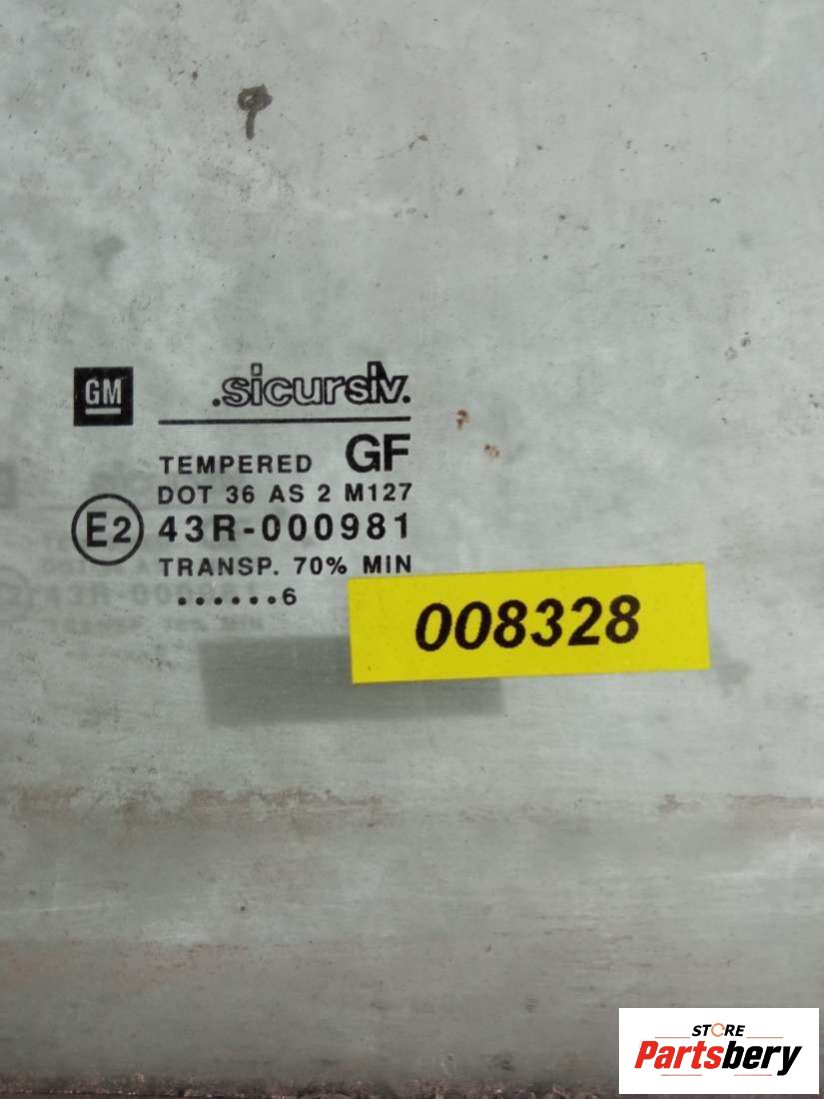 GM
.sicursiv.
TEMPERED GF
DOT 36 AS 2 M127
E2 43R-000981
TRANSP. 70% MIN
......6
008328
STORE
Partsbery